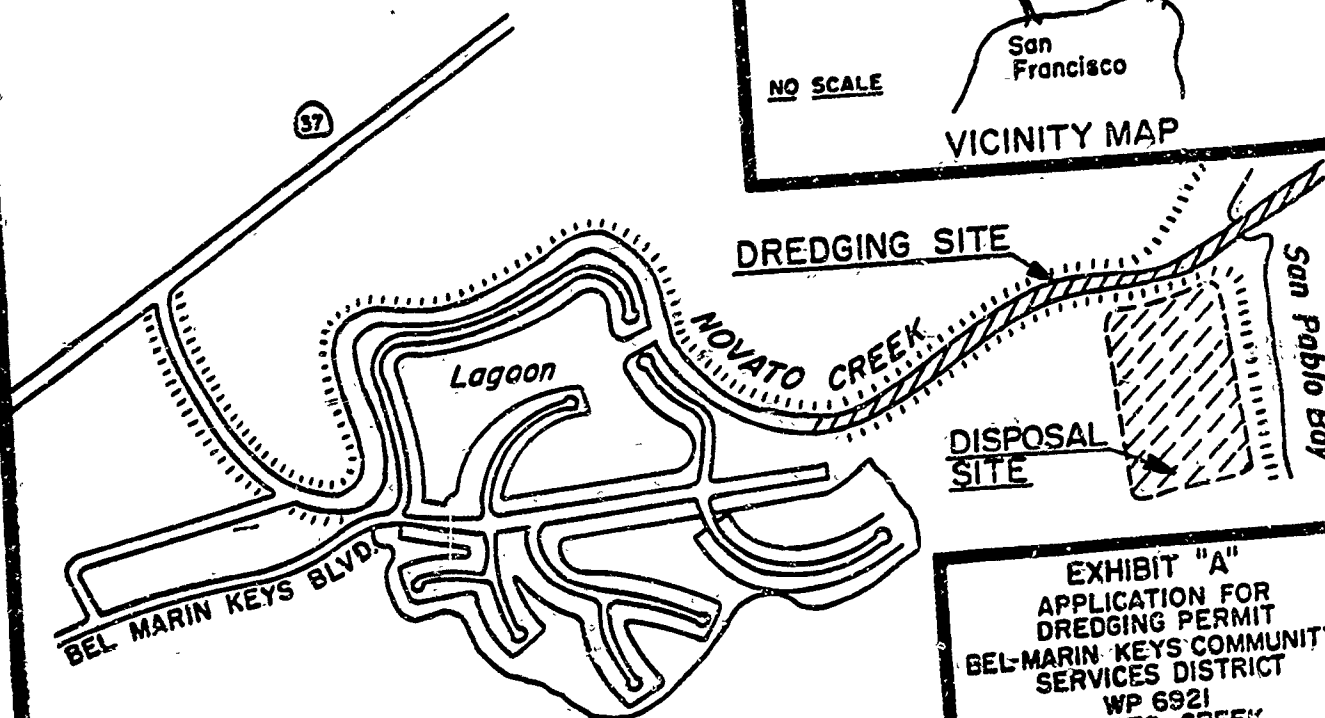 San
Francisco
NO SCALE
VICINITY MAP
37
DREDGING SITE
San Pablo Bay
NOVATO CREEK
Lagoon
DISPOSAL
SITE
BEL MARIN KEYS BLVD.
EXHIBIT "A"
APPLICATION FOR
DREDGING PERMIT
BEL-MARIN KEYS COMMUNITY
SERVICES DISTRICT
WP 6921
CREEK